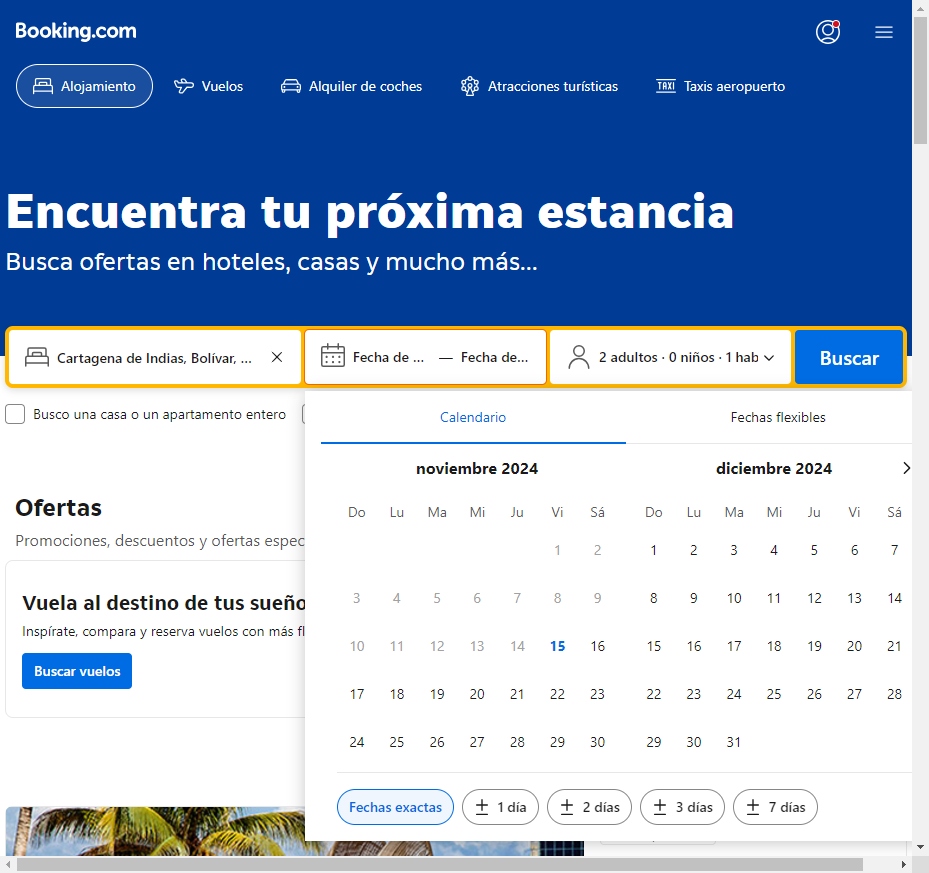 Booking.com
Alojamiento
Vuelos
Alquiler de coches
Atracciones turísticas
TAXI Taxis aeropuerto
Encuentra tu próxima estancia
Busca ofertas en hoteles, casas y mucho más...
Cartagena de Indias, Bolívar, ...
Fecha de ... — Fecha de...
2 adultos · 0 niños · 1 hab
Buscar
Busco una casa o un apartamento entero
Calendario
Fechas flexibles
noviembre 2024
Do Lu Ma Mi Ju Vi Sá
1 2
3 4 5 6 7 8 9
10 11 12 13 14 15 16
17 18 19 20 21 22 23
24 25 26 27 28 29 30
diciembre 2024
Do Lu Ma Mi Ju Vi Sá
1 2 3 4 5 6 7
8 9 10 11 12 13 14
15 16 17 18 19 20 21
22 23 24 25 26 27 28
29 30 31
Fechas exactas
± 1 día
± 2 días
± 3 días
± 7 días
Ofertas
Promociones, descuentos y ofertas espec
Vuela al destino de tus sueño
Inspírate, compara y reserva vuelos con más fl
Buscar vuelos